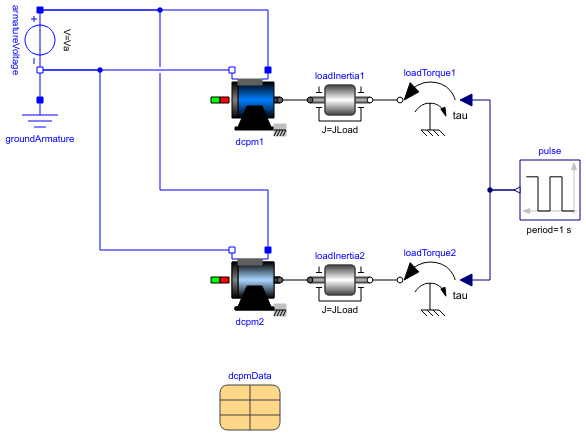 armatureVoltage
+
V=Va
-
groundArmature
dcpm1
loadInertia1
J=JLoad
loadTorque1
tau
pulse
period=1 s
dcpm2
loadInertia2
J=JLoad
loadTorque2
tau
dcpmData